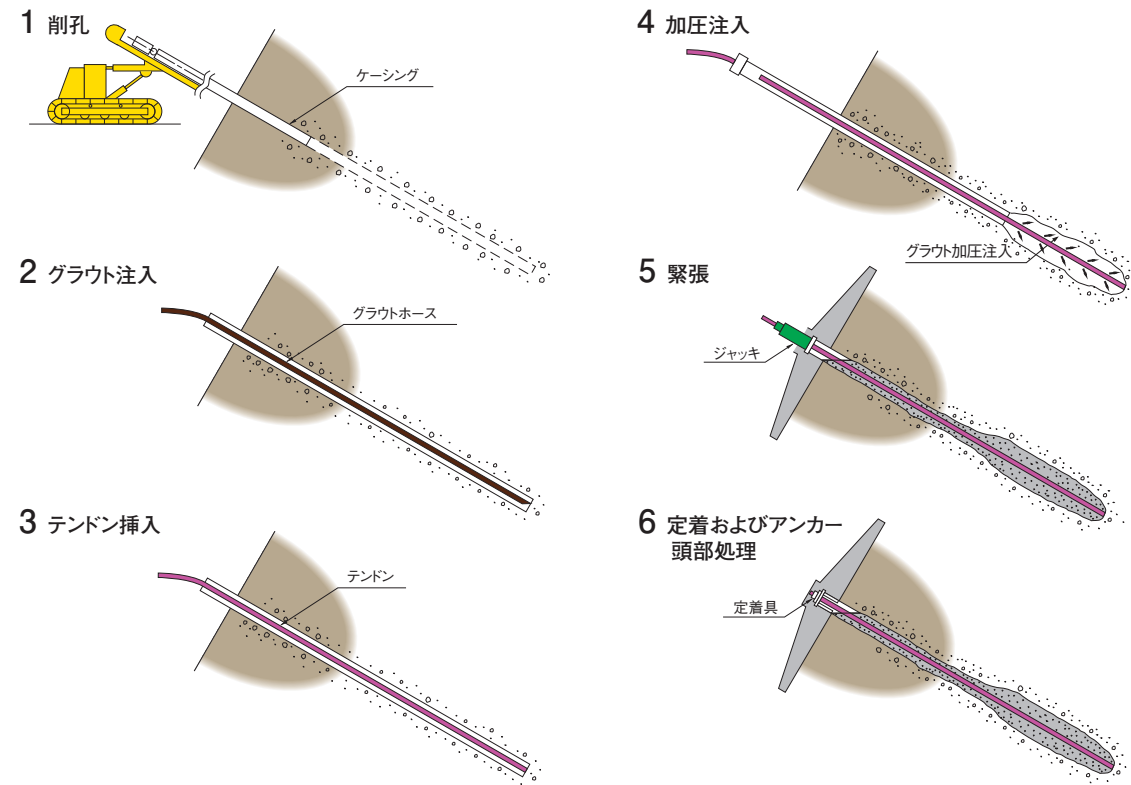 1 削孔
ケーシング
2 グラウト注入
グラウトホース
3 テンドン挿入
テンドン
4 加圧注入
グラウト加圧注入
5 緊張
ジャッキ
6 定着およびアンカー
頭部処理
定着具